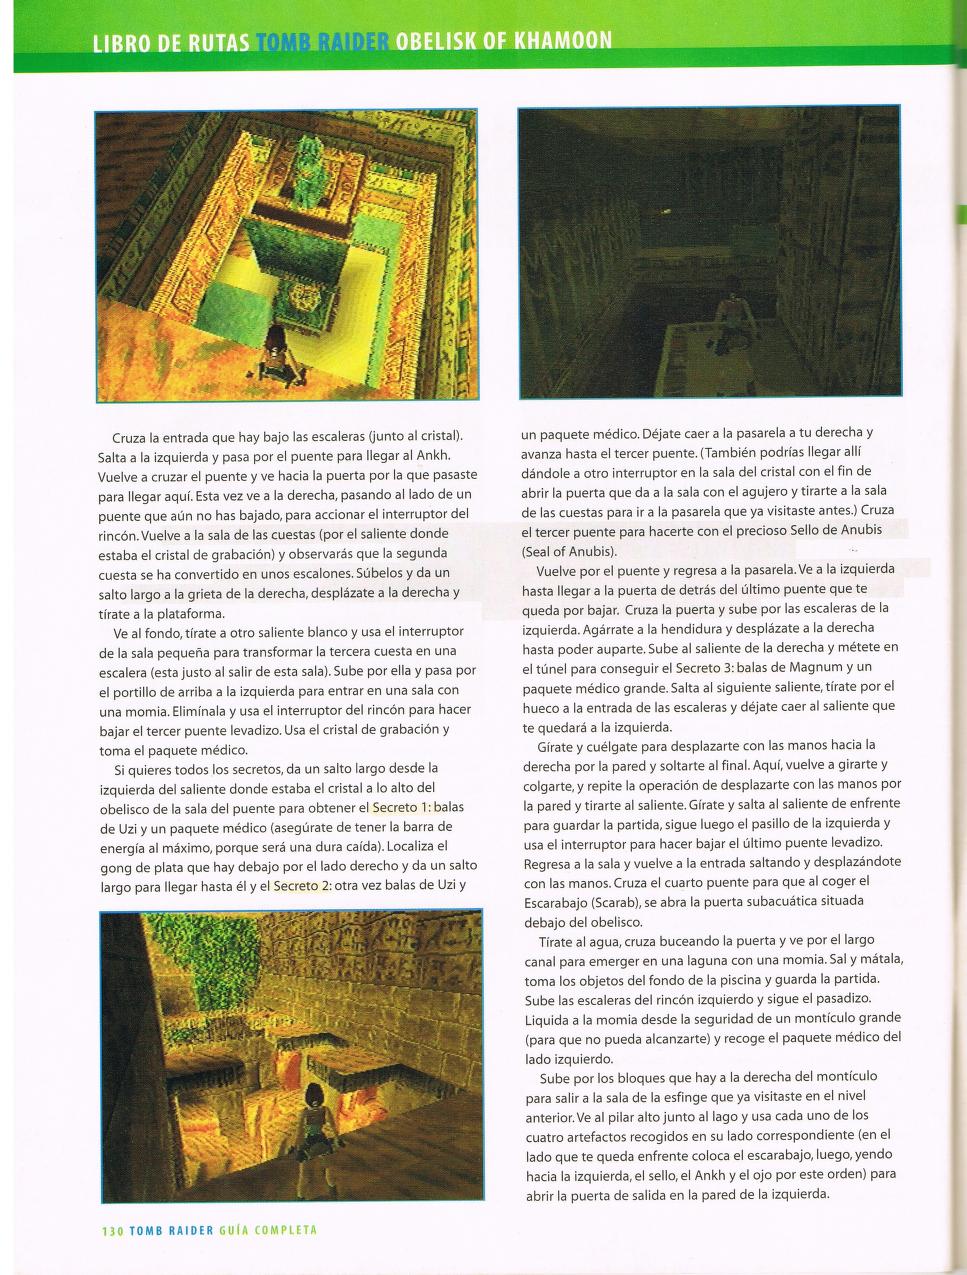 LIBRO DE RUTAS TOMB RAIDER OBELISK OF KHAMOON
Cruza la entrada que hay bajo las escaleras (junto al cristal).
Salta a la izquierda y pasa por el puente para llegar al Ankh.
Vuelve a cruzar el puente y ve hacia la puerta por la que pasaste
para llegar aquí. Esta vez ve a la derecha, pasando al lado de un
puente que aún no has bajado, para accionar el interruptor del
rincón. Vuelve a la sala de las cuestas (por el saliente donde
estaba el cristal de grabación) y observarás que la segunda
cuesta se ha convertido en unos escalones. Súbelos y da un
salto largo a la grieta de la derecha, desplázate a la derecha y
tírate a la plataforma.
Ve al fondo, tírate a otro saliente blanco y usa el interruptor
de la sala pequeña para transformar la tercera cuesta en una
escalera (esta justo al salir de esta sala). Sube por ella y pasa por
el portillo de arriba a la izquierda para entrar en una sala con
una momia. Elimínala y usa el interruptor del rincón para hacer
bajar el tercer puente levadizo. Usa el cristal de grabación y
toma el paquete médico.
Si quieres todos los secretos, da un salto largo desde la
izquierda del saliente donde estaba el cristal a lo alto del
obelisco de la sala del puente para obtener el Secreto 1: balas
de Uzi y un paquete médico (asegúrate de tener la barra de
energía al máximo, porque será una dura caída). Localiza el
gong de plata que hay debajo por el lado derecho y da un salto
largo para llegar hasta él y el Secreto 2: otra vez balas de Uzi y
un paquete médico. Déjate caer a la pasarela a tu derecha y
avanza hasta el tercer puente. (También podrías llegar allí
dándole a otro interruptor en la sala del cristal con el fin de
abrir la puerta que da a la sala con el agujero y tirarte a la sala
de las cuestas para ir a la pasarela que ya visitaste antes.) Cruza
el tercer puente para hacerte con el precioso Sello de Anubis
(Seal of Anubis).
Vuelve por el puente y regresa a la pasarela. Ve a la izquierda
hasta llegar a la puerta de detrás del último puente que te
queda por bajar. Cruza la puerta y sube por las escaleras de la
izquierda. Agárrate a la hendidura y desplázate a la derecha
hasta poder auparte. Sube al saliente de la derecha y métete en
el túnel para conseguir el Secreto 3: balas de Magnum y un
paquete médico grande. Salta al siguiente saliente, tírate por el
hueco a la entrada de las escaleras y déjate caer al saliente que
te quedará a la izquierda.
Gírate y cuélgate para desplazarte con las manos hacia la
derecha por la pared y soltarte al final. Aquí, vuelve a girarte y
colgarte, y repite la operación de desplazarte con las manos por
la pared y tirarte al saliente. Gírate y salta al saliente de enfrente
para guardar la partida, sigue luego el pasillo de la izquierda y
usa el interruptor para hacer bajar el último puente levadizo.
Regresa a la sala y vuelve a la entrada saltando y desplazándote
con las manos. Cruza el cuarto puente para que al coger el
Escarabajo (Scarab), se abra la puerta subacuática situada
debajo del obelisco.
Tírate al agua, cruza buceando la puerta y ve por el largo
canal para emerger en una laguna con una momia. Sal y mátala,
toma los objetos del fondo de la piscina y guarda la partida.
Sube las escaleras del rincón izquierdo y sigue el pasadizo.
Liquida a la momia desde la seguridad de un montículo grande
(para que no pueda alcanzarte) y recoge el paquete médico del
lado izquierdo.
Sube por los bloques que hay a la derecha del montículo
para salir a la sala de la esfinge que ya visitaste en el nivel
anterior. Ve al pilar alto junto al lago y usa cada uno de los
cuatro artefactos recogidos en su lado correspondiente (en el
lado que te queda enfrente coloca el escarabajo, luego, yendo
hacia la izquierda, el sello, el Ankh y el ojo por este orden) para
abrir la puerta de salida en la pared de la izquierda.
130 TOMB RAIDER GUÍA COMPLETA